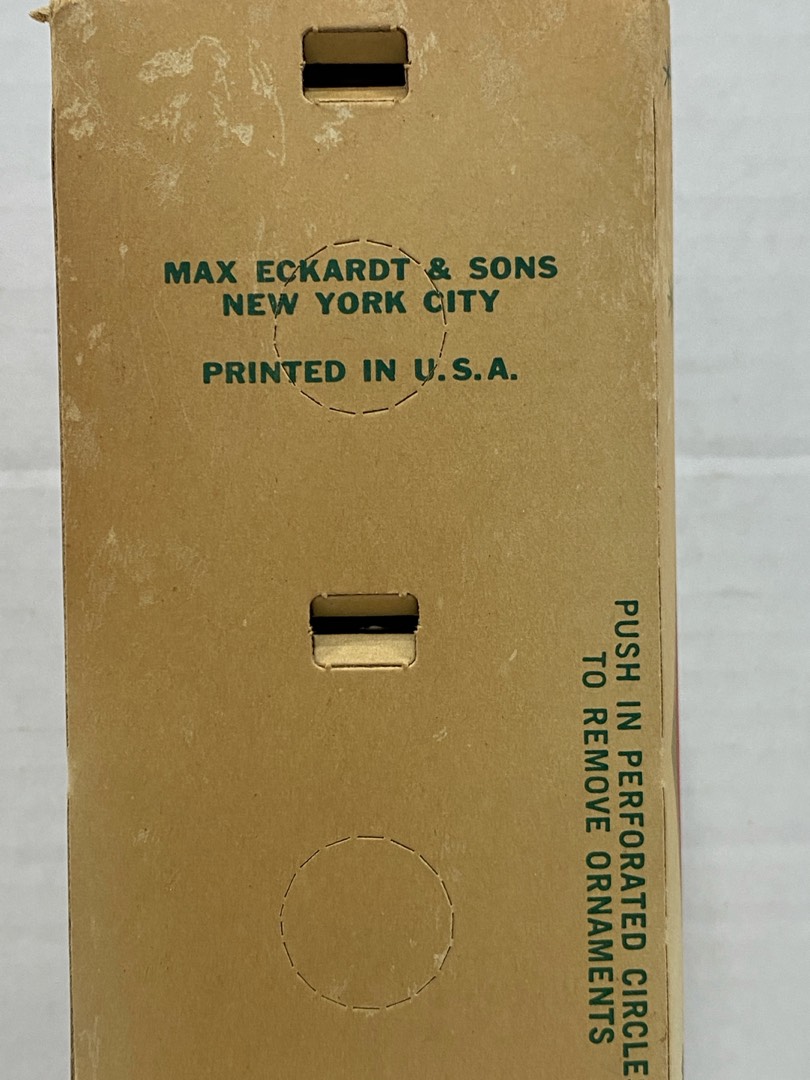 MAX ECKARDT & SONS
NEW YORK CITY
PRINTED IN U.S.A.
PUSH IN PERFORATED CIRCLE
TO REMOVE ORNAMENTS